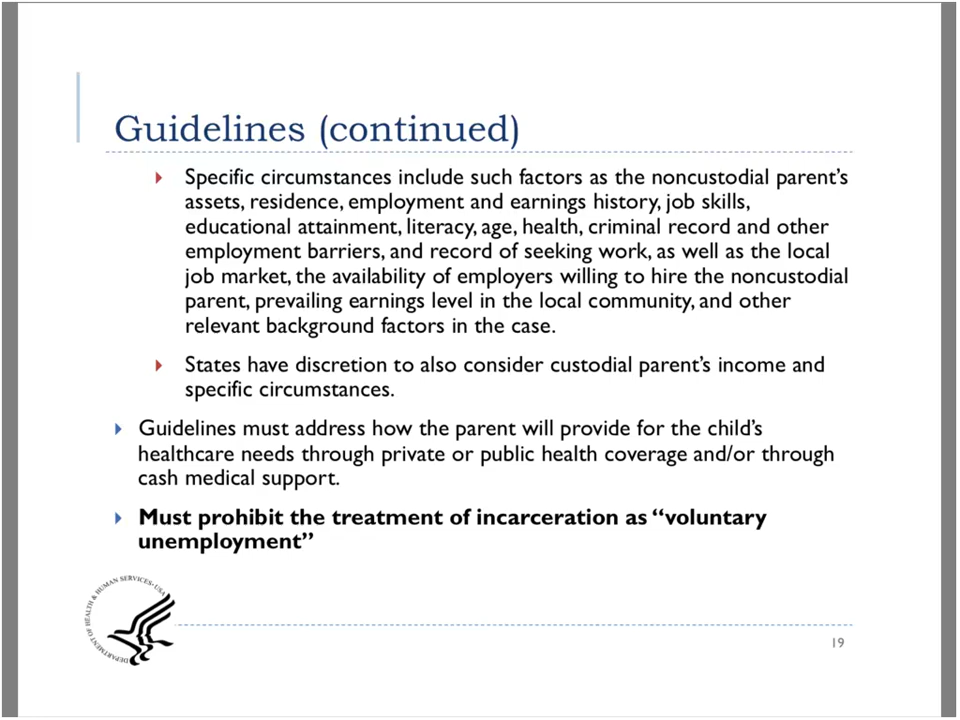 Guidelines (continued)
Specific circumstances include such factors as the noncustodial parent’s
assets, residence, employment and earnings history, job skills,
educational attainment, literacy, age, health, criminal record and other
employment barriers, and record of seeking work, as well as the local
job market, the availability of employers willing to hire the noncustodial
parent, prevailing earnings level in the local community, and other
relevant background factors in the case.
States have discretion to also consider custodial parent’s income and
specific circumstances.
Guidelines must address how the parent will provide for the child’s
healthcare needs through private or public health coverage and/or through
cash medical support.
Must prohibit the treatment of incarceration as “voluntary
unemployment”
DEPARTMENT OF HEALTH & HUMAN SERVICES • USA
19